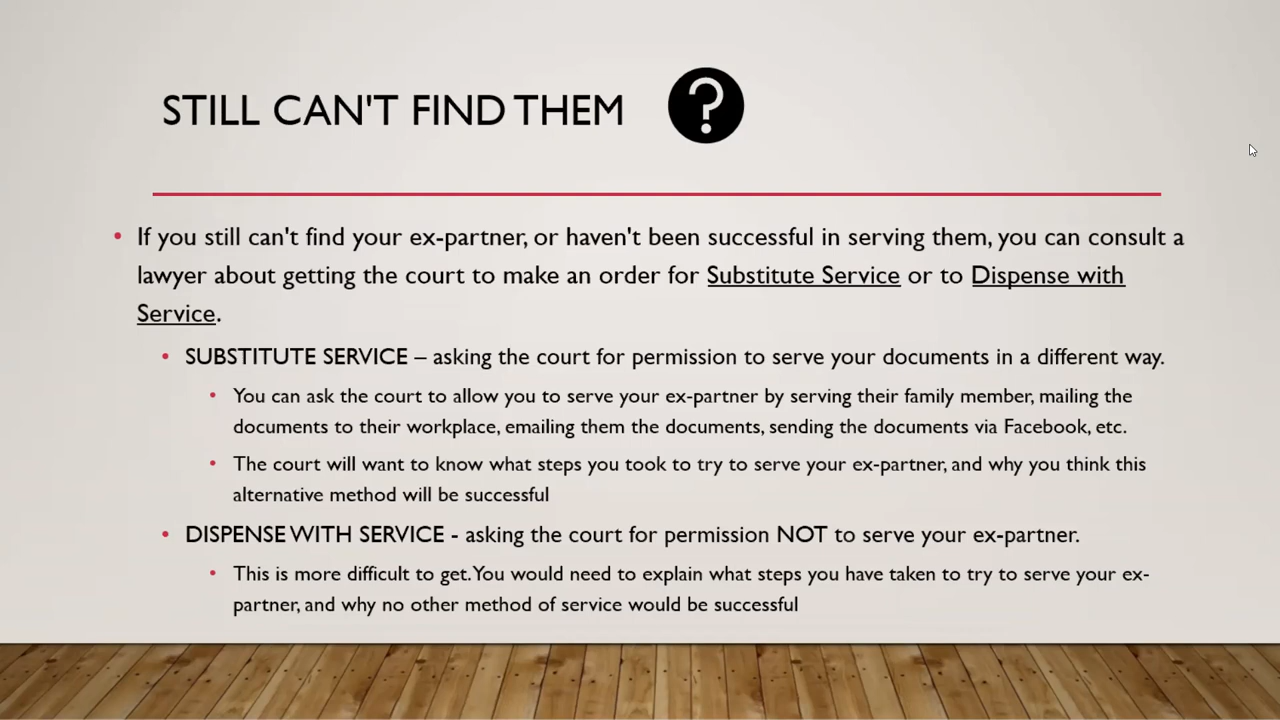 STILL CAN'T FIND THEM ?
If you still can't find your ex-partner, or haven't been successful in serving them, you can consult a
lawyer about getting the court to make an order for Substitute Service or to Dispense with
Service.
SUBSTITUTE SERVICE – asking the court for permission to serve your documents in a different way.
You can ask the court to allow you to serve your ex-partner by serving their family member, mailing the
documents to their workplace, emailing them the documents, sending the documents via Facebook, etc.
The court will want to know what steps you took to try to serve your ex-partner, and why you think this
alternative method will be successful
DISPENSE WITH SERVICE - asking the court for permission NOT to serve your ex-partner.
This is more difficult to get. You would need to explain what steps you have taken to try to serve your ex-
partner, and why no other method of service would be successful